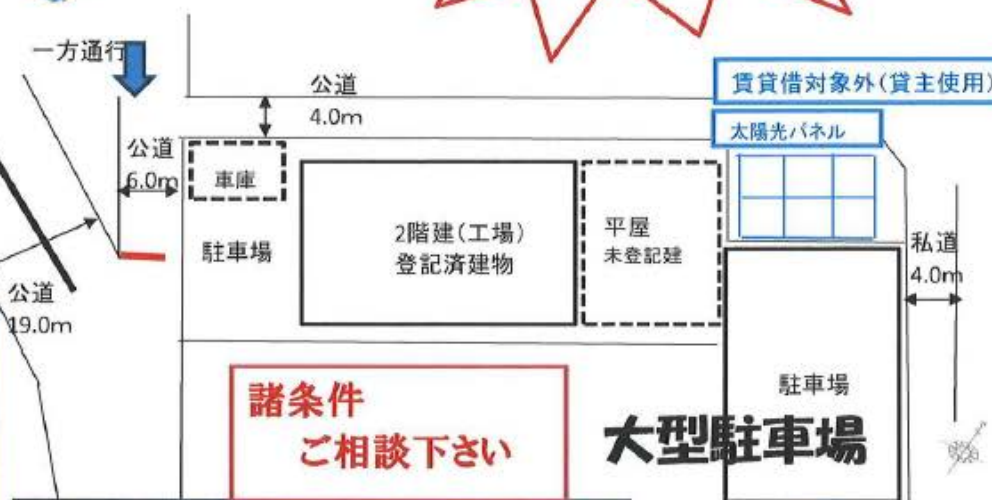 一方通行
公道
4.0m
賃貸借対象外(貸主使用)
太陽光パネル
公道
6.0m
車庫
駐車場
2階建(工場)
登記済建物
平屋
未登記建
私道
4.0m
公道
19.0m
駐車場
諸条件
ご相談下さい
大型駐車場